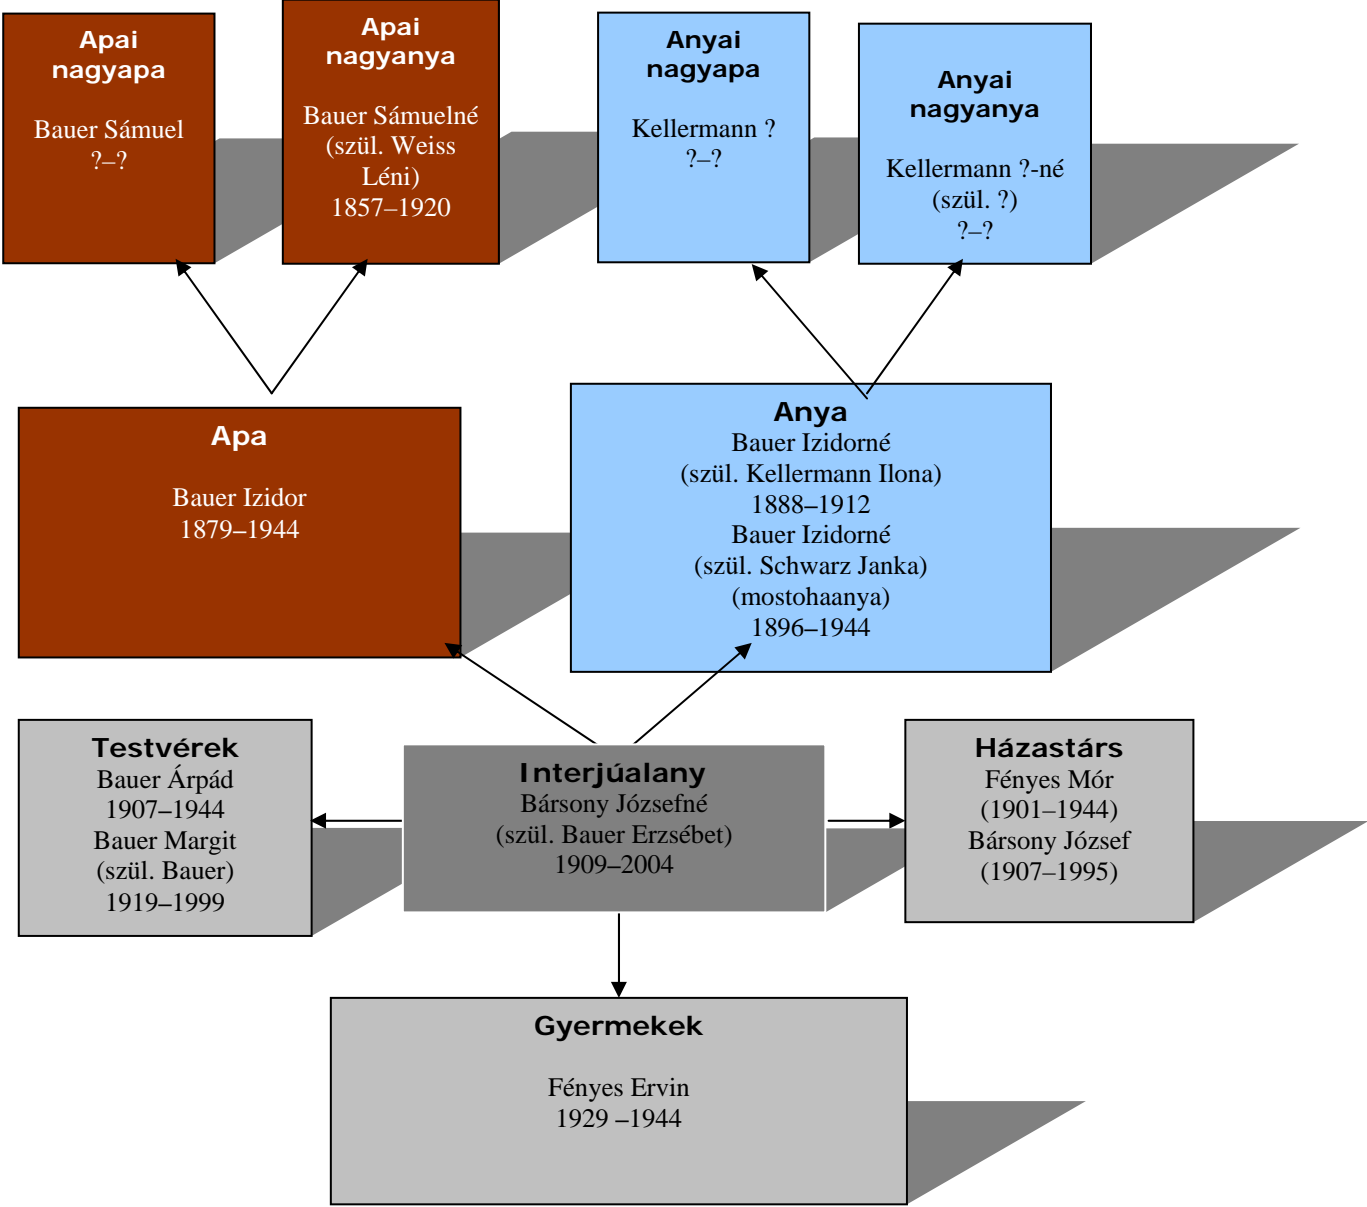 Apai
nagyapa
Bauer Sámuel
?–?
Apai
nagyanya
Bauer Sámuelné
(szül. Weiss
Léni)
1857–1920
Anyai
nagyapa
Kellermann ?
?–?
Anyai
nagyanya
Kellermann ?-né
(szül. ?)
?–?
Apa
Bauer Izidor
1879–1944
Anya
Bauer Izidorné
(szül. Kellermann Ilona)
1888–1912
Bauer Izidorné
(szül. Schwarz Janka)
(mostohaanya)
1896–1944
Testvérek
Bauer Árpád
1907–1944
Bauer Margit
(szül. Bauer)
1919–1999
Interjúalany
Bársony Józsefné
(szül. Bauer Erzsébet)
1909–2004
Házastárs
Fényes Mór
(1901–1944)
Bársony József
(1907–1995)
Gyermekek
Fényes Ervin
1929 –1944